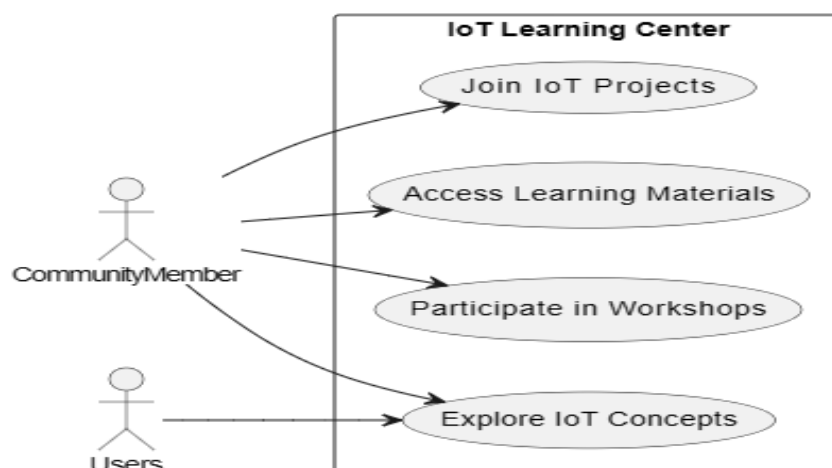 IoT Learning Center
Join IoT Projects
Access Learning Materials
CommunityMember
Participate in Workshops
Explore IoT Concepts
Users